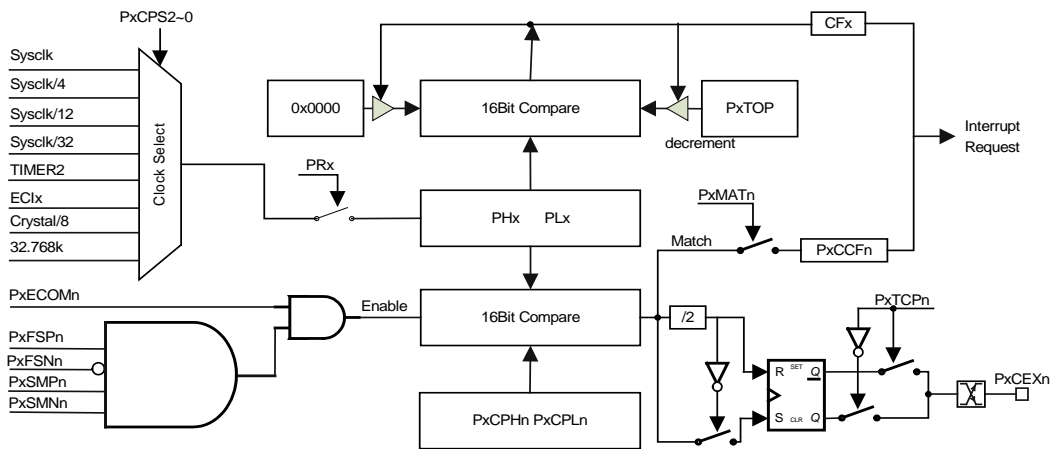 PxCPS2~0
Sysclk
Sysclk/4
Sysclk/12
Sysclk/32
TIMER2
ECIx
Crystal/8
32.768k
Clock Select
PRx
CFx
0x0000
16Bit Compare
PxTOP
decrement
Interrupt
Request
PHx PLx
PxMATn
Match
PxCCFn
PxECOMn
Enable
16Bit Compare
/2
PxTCPn
PxFSPn
PxFSNn
PxSMPn
PxSMNn
R SET Q
S CLR Q
PxCEXn
PxCPHn PxCPLn